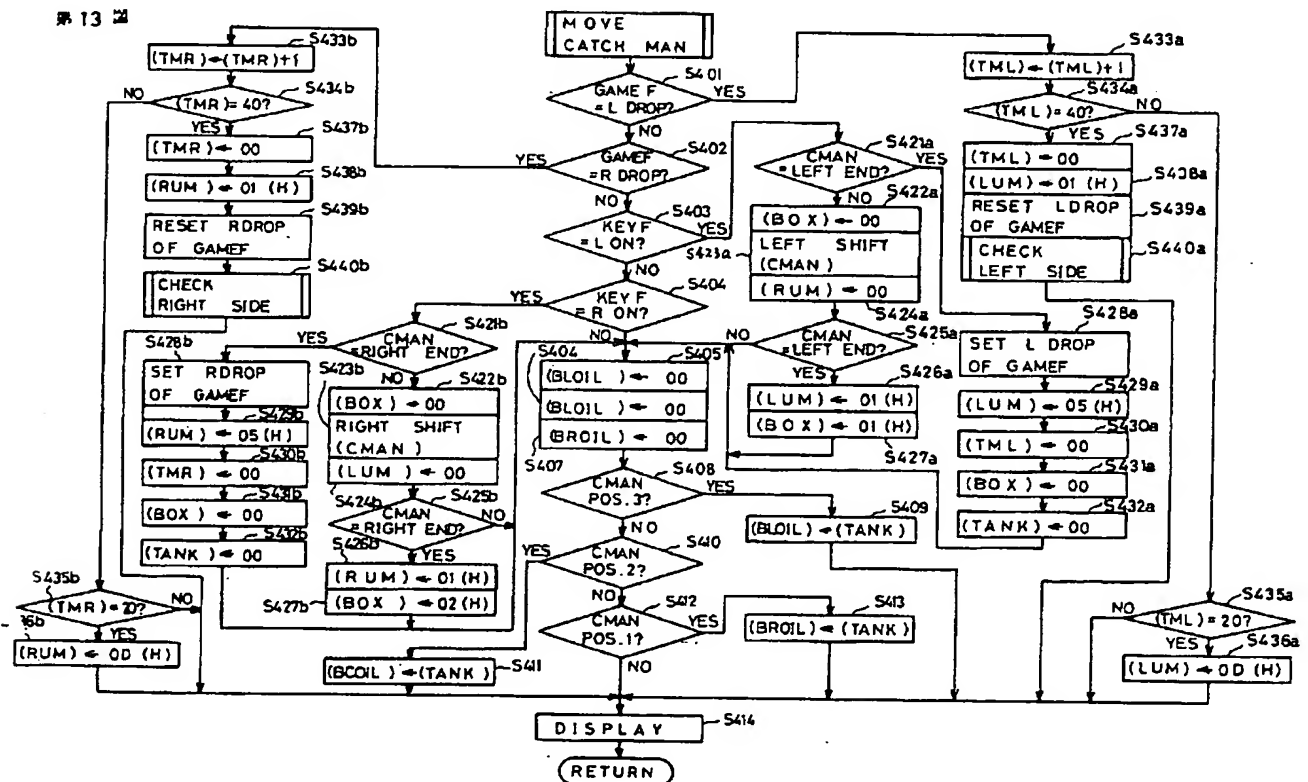 第13図
MOVE
CATCH MAN
S401
GAME F
=L DROP?
YES
NO
S402
GAMEF
=R DROP?
YES
NO
S403
KEY F
=L ON?
YES
NO
S404
KEY F
=R ON?
YES
NO
S433b
(TMR)←(TMR)+1
S434b
(TMR)=40?
NO
YES
S437b
(TMR)←00
S438b
(RUM)←01(H)
S439b
RESET RDROP
OF GAMEF
S440b
CHECK
RIGHT SIDE
S421b
CMAN
=RIGHT END?
YES
NO
S428b
SET RDROP
OF GAMEF
S429b
(RUM)←05(H)
S430b
(TMR)←00
S431b
(BOX)←00
S432b
(TANK)←00
S435b
(TMR)=20?
NO
YES
36b
(RUM)←0D(H)
S423b
S422b
(BOX)←00
RIGHT SHIFT
(CMAN)
(LUM)←00
S424b
S425b
CMAN
=RIGHT END?
NO
YES
S426b
(RUM)←01(H)
(BOX)←02(H)
S427b
S404
S405
(BLOIL)←00
(BLOIL)←00
(BROIL)←00
S407
S408
CMAN
POS.3?
YES
NO
S409
(BLOIL)←(TANK)
S410
CMAN
POS.2?
YES
NO
S411
(BCOIL)←(TANK)
S412
CMAN
POS.1?
YES
NO
S413
(BROIL)←(TANK)
S421a
CMAN
=LEFT END?
YES
NO
S422a
(BOX)←00
LEFT SHIFT
(CMAN)
S423a
(RUM)←00
S424a
S425a
CMAN
=LEFT END?
NO
YES
S426a
(LUM)←01(H)
(BOX)←01(H)
S427a
S433a
(TML)←(TML)+1
S434a
(TML)=40?
NO
YES
S437a
(TML)←00
(LUM)←01(H)
S438a
RESET LDROP
OF GAMEF
S439a
CHECK
LEFT SIDE
S440a
S428a
SET L DROP
OF GAMEF
S429a
(LUM)←05(H)
S430a
(TML)←00
S431a
(BOX)←00
S432a
(TANK)←00
S435a
(TML)=20?
NO
YES
S436a
(LUM)←0D(H)
DISPLAY
S414
RETURN